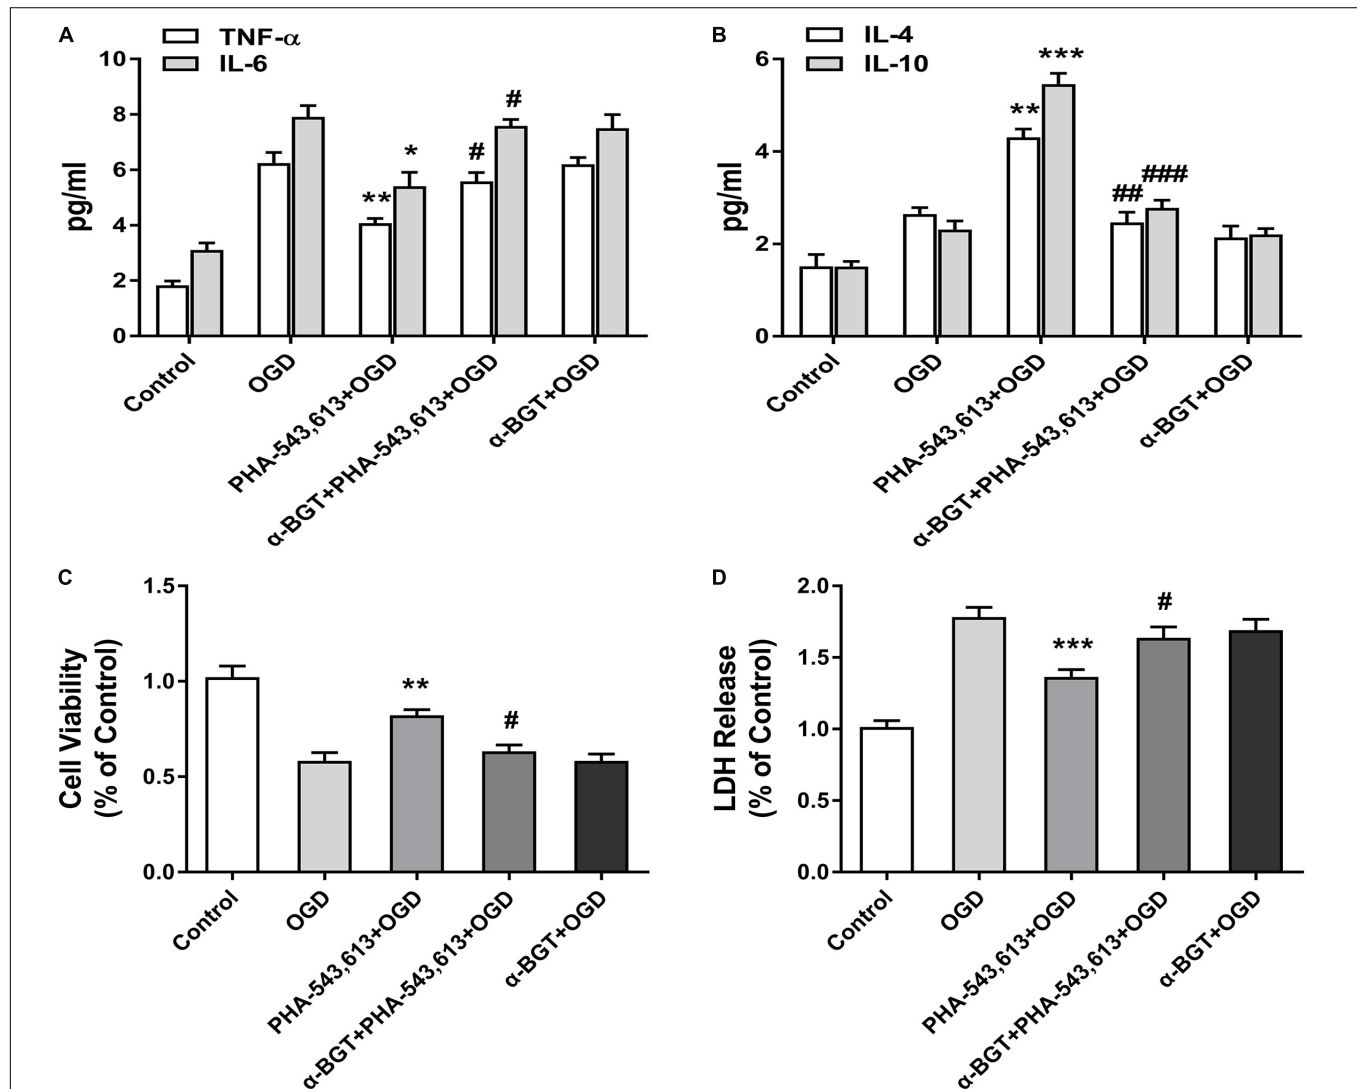 A
TNF-α
IL-6
pg/ml
10
8
6
4
2
0
**
*
#
#
Control
OGD
PHA-543,613+OGD
α-BGT+PHA-543,613+OGD
α-BGT+OGD
B
IL-4
IL-10
pg/ml
6
4
2
0
**
***
##
###
Control
OGD
PHA-543,613+OGD
α-BGT+PHA-543,613+OGD
α-BGT+OGD
C
Cell Viability
(% of Control)
1.5
1.0
0.5
0.0
**
#
Control
OGD
PHA-543,613+OGD
α-BGT+PHA-543,613+OGD
α-BGT+OGD
D
LDH Release
(% of Control)
2.0
1.5
1.0
0.5
0.0
***
#
Control
OGD
PHA-543,613+OGD
α-BGT+PHA-543,613+OGD
α-BGT+OGD